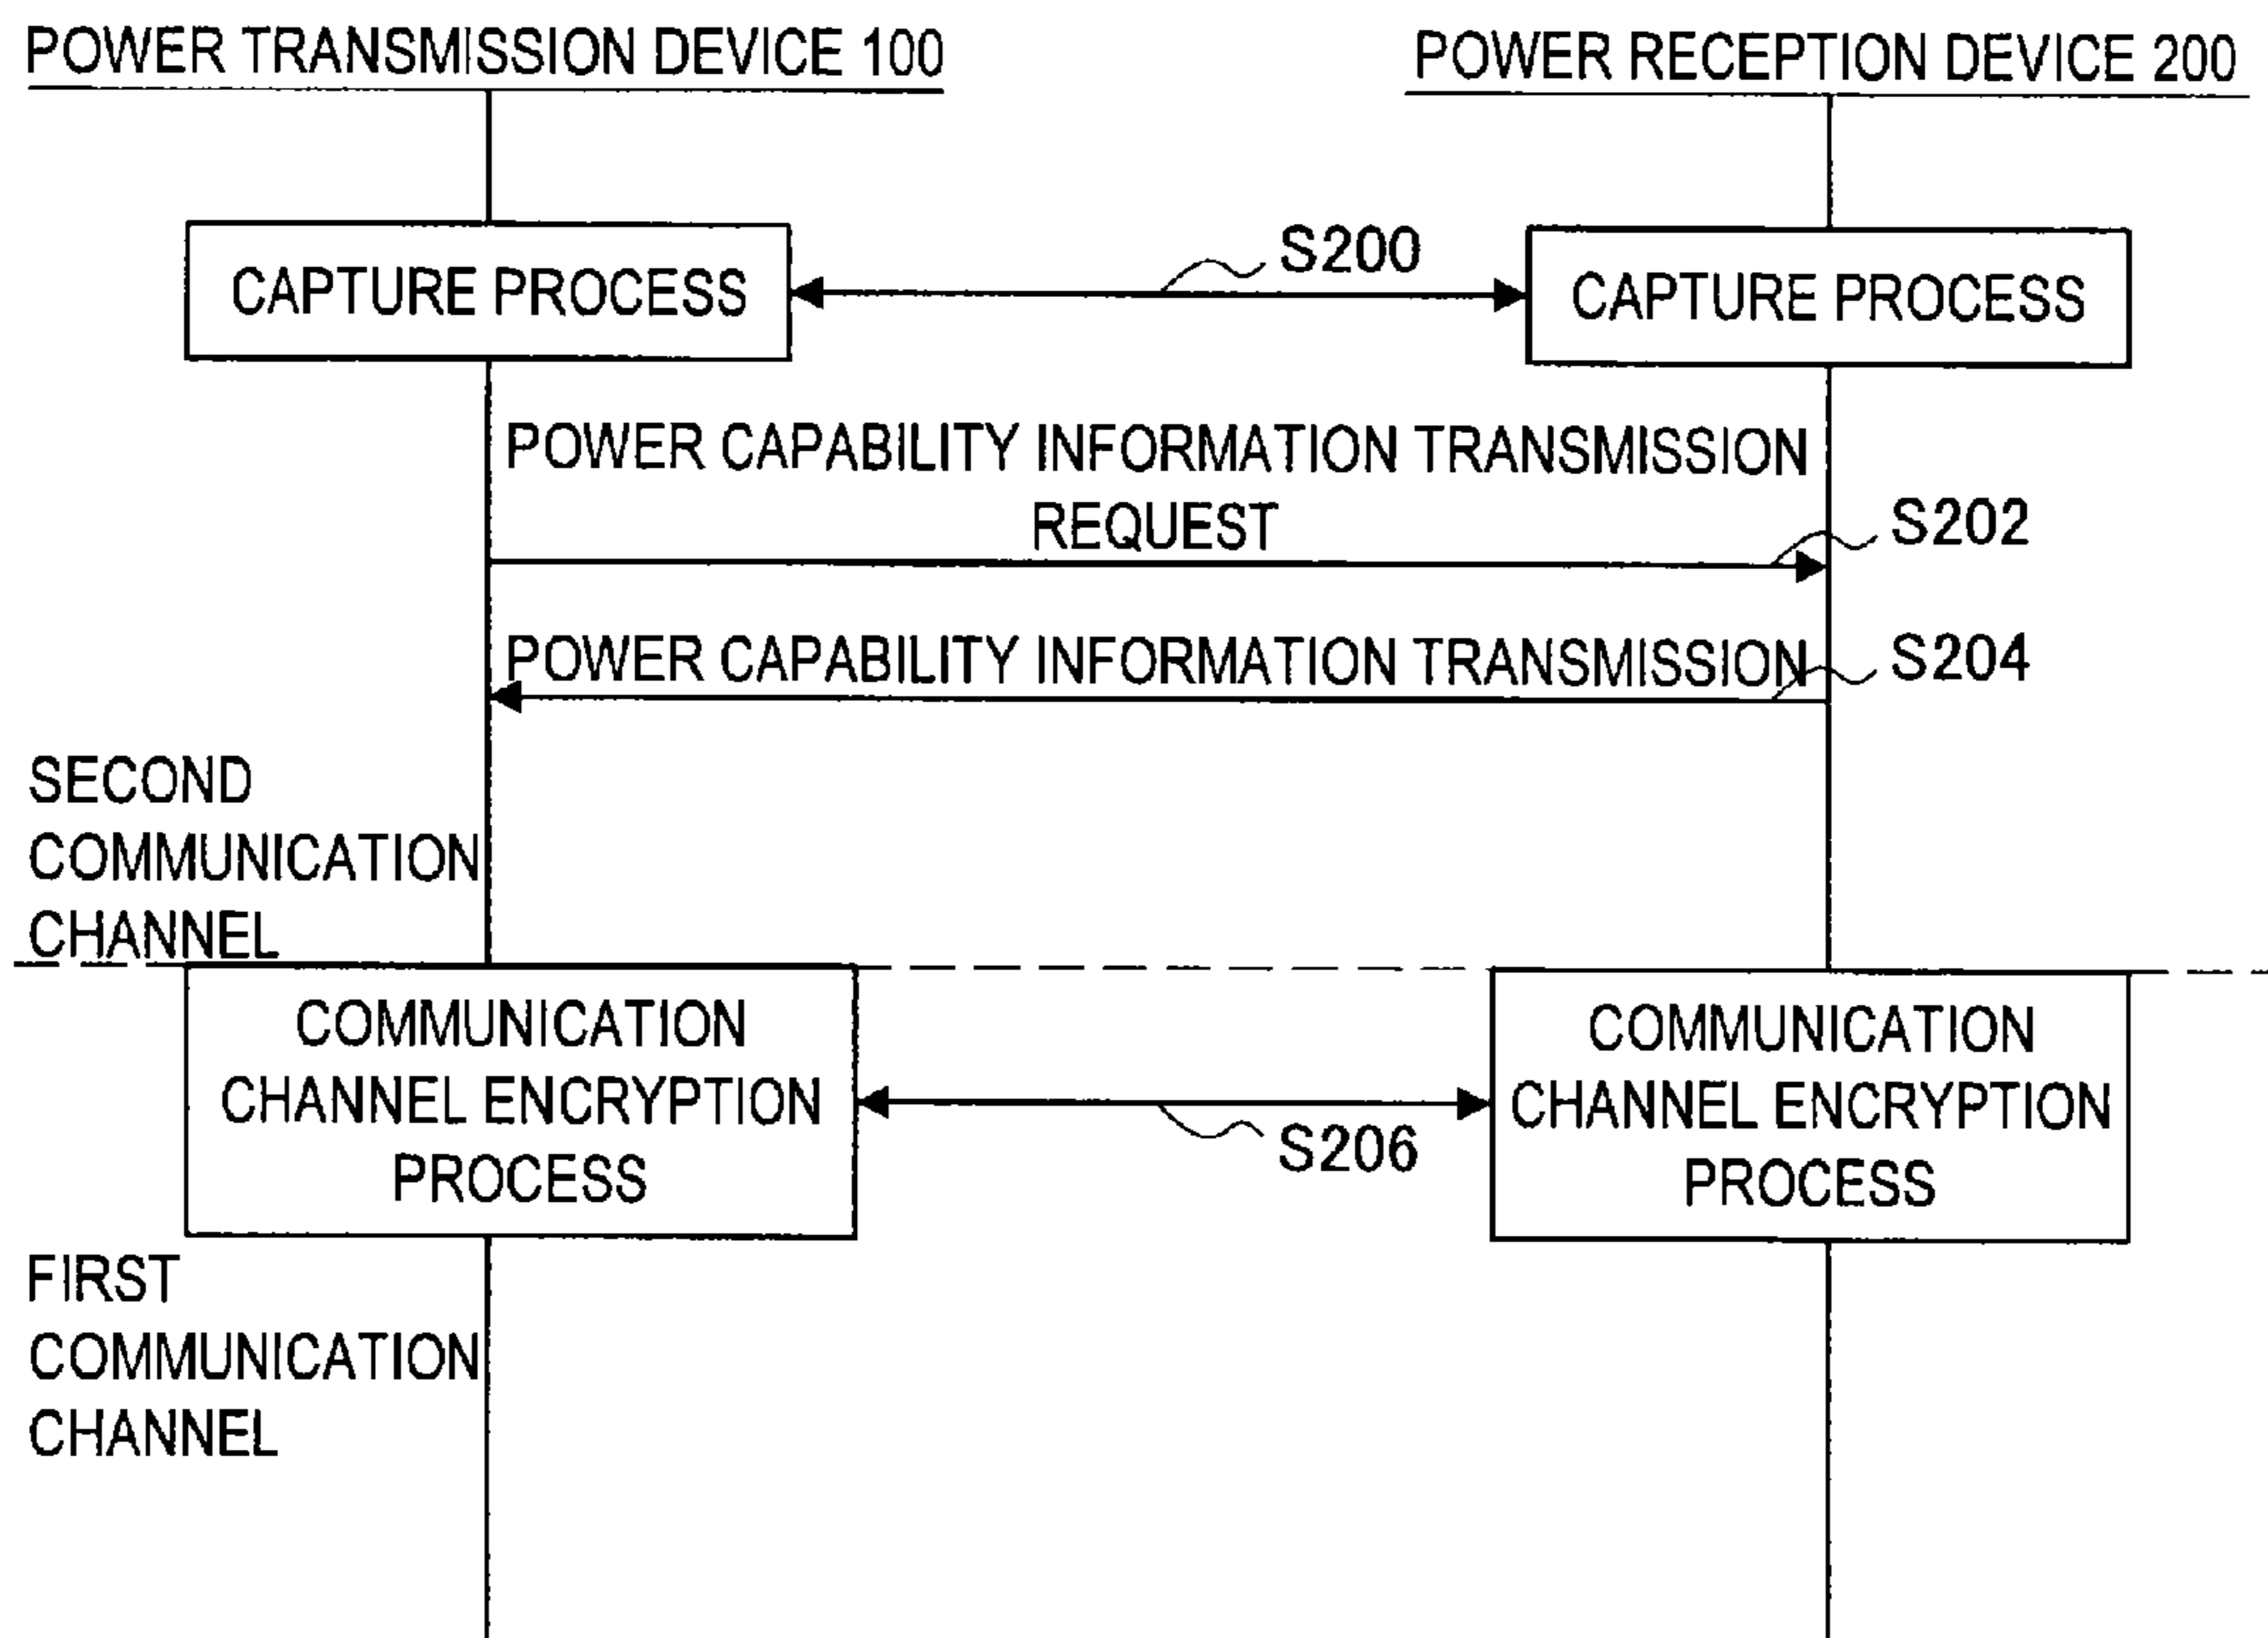 POWER TRANSMISSION DEVICE 100
POWER RECEPTION DEVICE 200
CAPTURE PROCESS
S200
CAPTURE PROCESS
POWER CAPABILITY INFORMATION TRANSMISSION
REQUEST
S202
POWER CAPABILITY INFORMATION TRANSMISSION
S204
SECOND
COMMUNICATION
CHANNEL
COMMUNICATION
CHANNEL ENCRYPTION
PROCESS
S206
COMMUNICATION
CHANNEL ENCRYPTION
PROCESS
FIRST
COMMUNICATION
CHANNEL